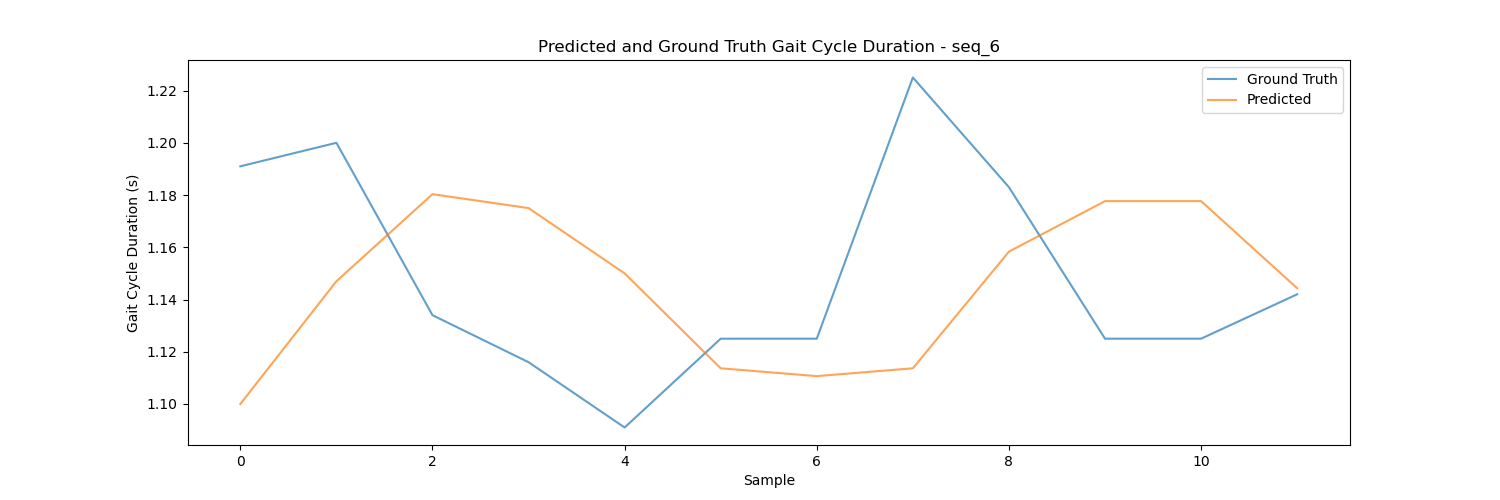 Predicted and Ground Truth Gait Cycle Duration - seq_6
Ground Truth
Predicted
Gait Cycle Duration (s)
1.22
1.20
1.18
1.16
1.14
1.12
1.10
0
2
4
6
8
10
Sample